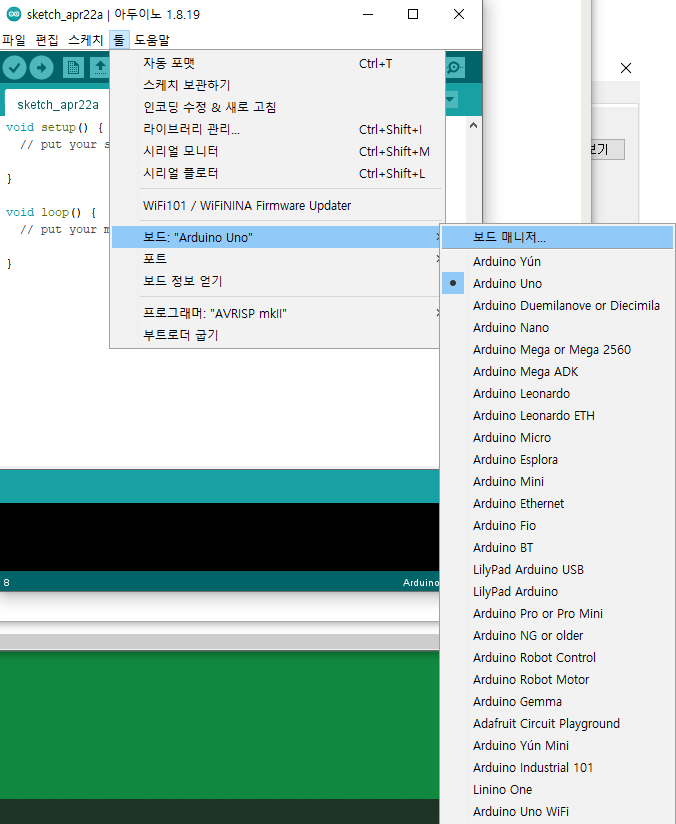 sketch_apr22a | 아두이노 1.8.19
파일 편집 스케치 툴 도움말
sketch_apr22a
void setup() {
// put your s
}
void loop() {
// put your m
}
자동 포맷 Ctrl+T
스케치 보관하기
인코딩 수정 & 새로 고침
라이브러리 관리... Ctrl+Shift+I
시리얼 모니터 Ctrl+Shift+M
시리얼 플로터 Ctrl+Shift+L
WiFi101 / WiFiNINA Firmware Updater
보드: "Arduino Uno"
포트
보드 정보 얻기
프로그래머: "AVRISP mkII"
부트로더 굽기
보기
보드 매니저...
Arduino Yún
Arduino Uno
Arduino Duemilanove or Diecimila
Arduino Nano
Arduino Mega or Mega 2560
Arduino Mega ADK
Arduino Leonardo
Arduino Leonardo ETH
Arduino Micro
Arduino Esplora
Arduino Mini
Arduino Ethernet
Arduino Fio
Arduino BT
LilyPad Arduino USB
LilyPad Arduino
Arduino Pro or Pro Mini
Arduino NG or older
Arduino Robot Control
Arduino Robot Motor
Arduino Gemma
Adafruit Circuit Playground
Arduino Yún Mini
Arduino Industrial 101
Linino One
Arduino Uno WiFi
8 Arduino